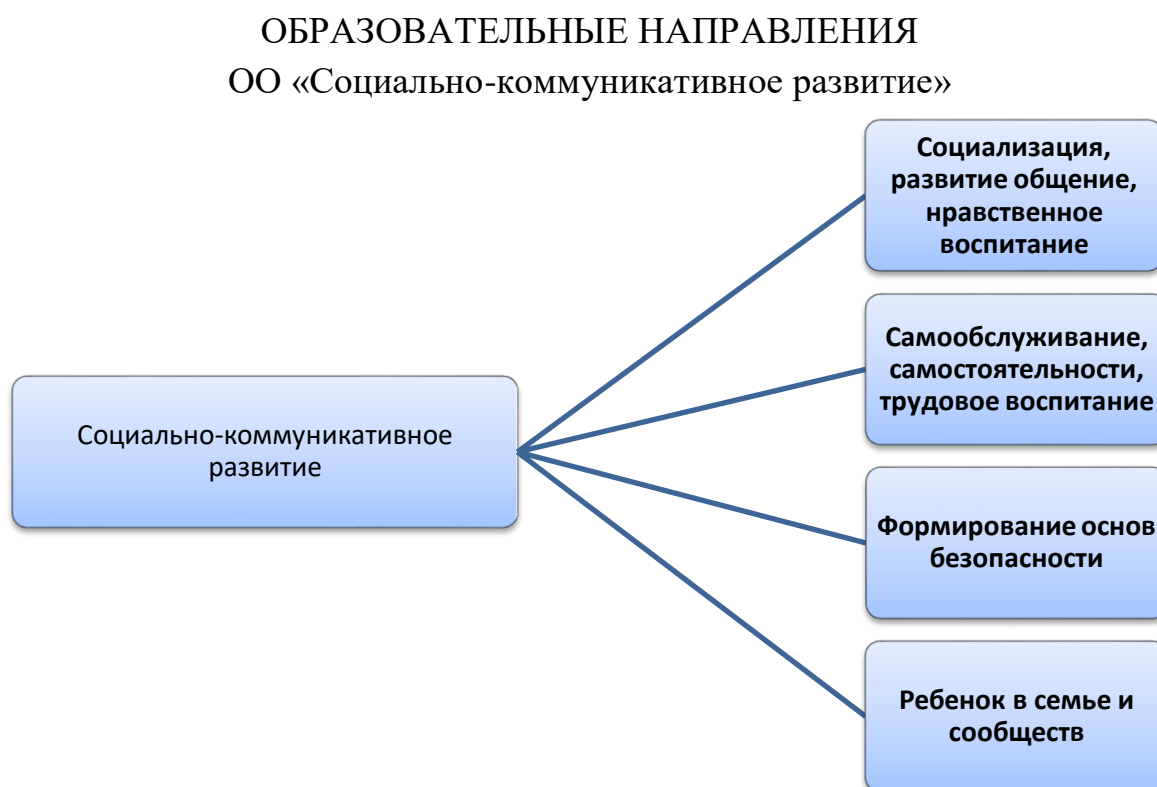 ОБРАЗОВАТЕЛЬНЫЕ НАПРАВЛЕНИЯ
ОО «Социально-коммуникативное развитие»
Социально-коммуникативное
развитие
Социализация,
развитие общение,
нравственное
воспитание
Самообслуживание,
самостоятельности,
трудовое воспитание
Формирование основ
безопасности
Ребенок в семье и
сообществ